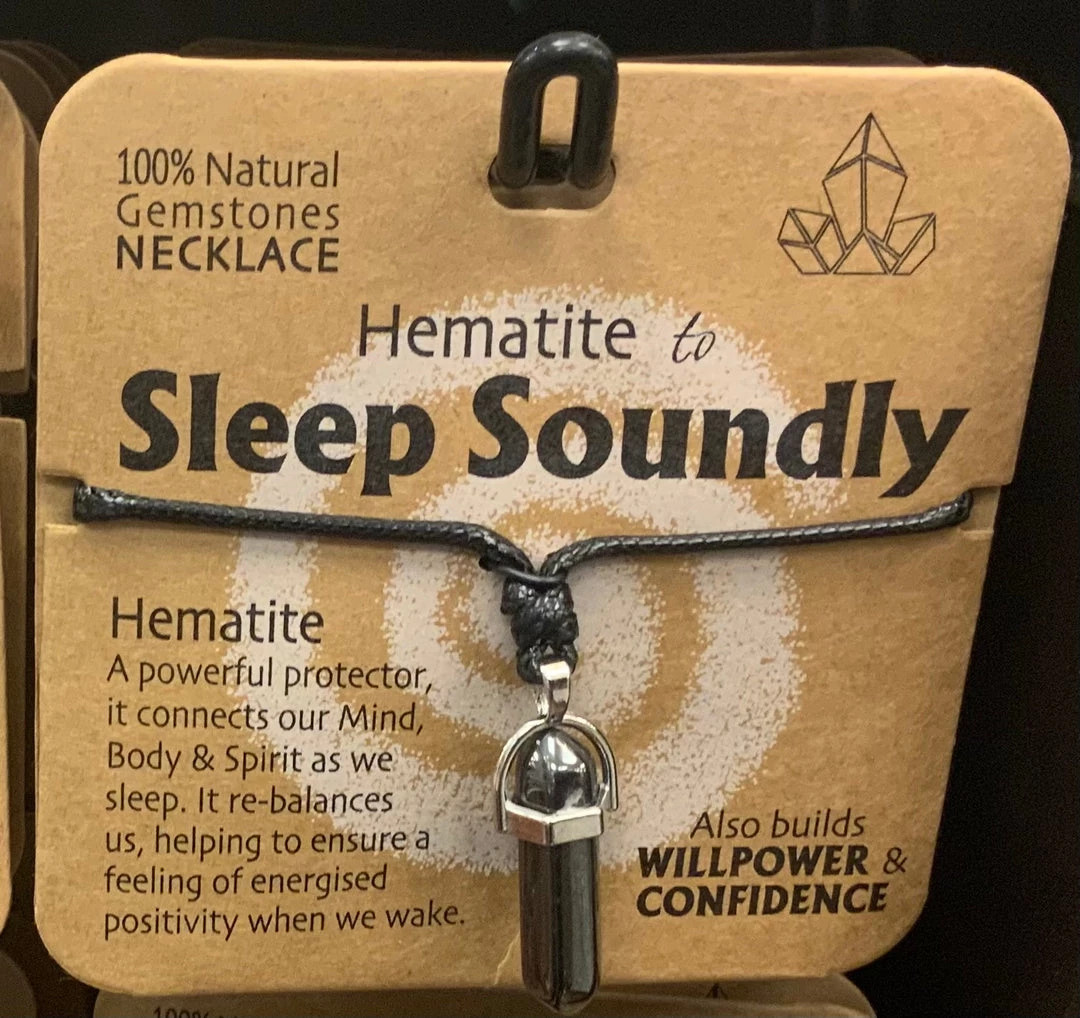 100% Natural
Gemstones
NECKLACE
Hematite to
Sleep Soundly
Hematite
A powerful protector,
it connects our Mind,
Body & Spirit as we
sleep. It re-balances
us, helping to ensure a
feeling of energised
positivity when we wake.
Also builds
WILLPOWER &
CONFIDENCE
100%